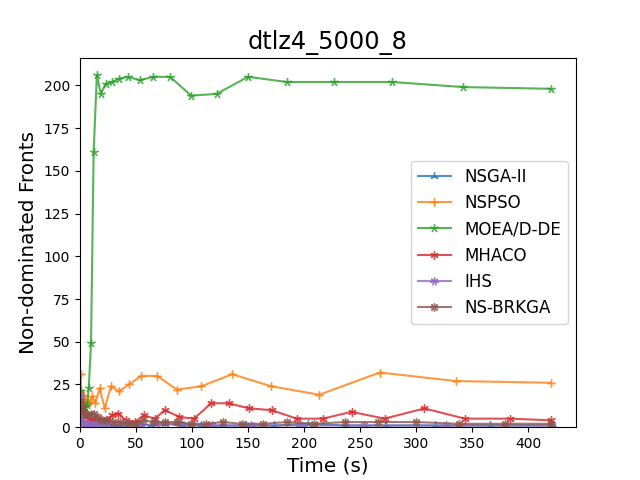 dtlz4_5000_8
Non-dominated Fronts
200
175
150
125
100
75
50
25
0
NSGA-II
NSPSO
MOEA/D-DE
MHACO
IHS
NS-BRKGA
0 50 100 150 200 250 300 350 400
Time (s)